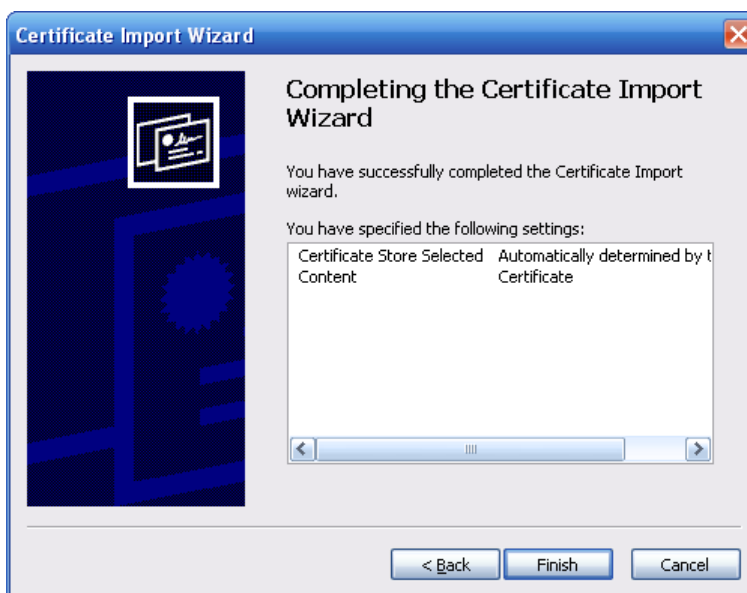 Certificate Import Wizard
Completing the Certificate Import
Wizard
You have successfully completed the Certificate Import
wizard.
You have specified the following settings:
Certificate Store Selected Automatically determined by t
Content Certificate
< Back Finish Cancel